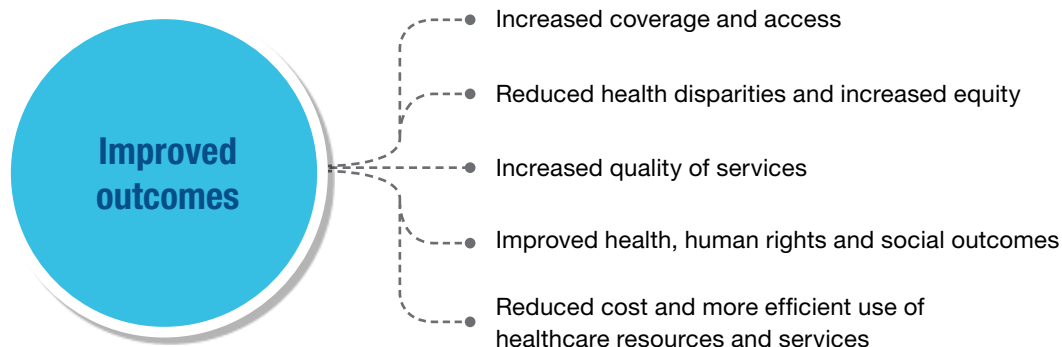 Improved
outcomes
Increased coverage and access
Reduced health disparities and increased equity
Increased quality of services
Improved health, human rights and social outcomes
Reduced cost and more efficient use of
healthcare resources and services